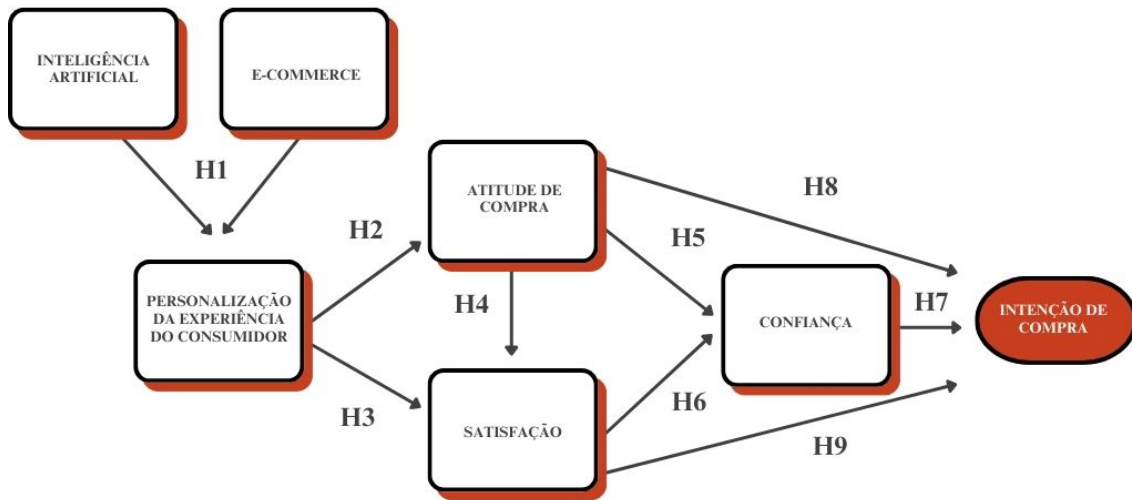 INTELIGÊNCIA
ARTIFICIAL
E-COMMERCE
H1
PERSONALIZAÇÃO
DA EXPERIÊNCIA
DO CONSUMIDOR
H2
H3
ATITUDE DE
COMPRA
H4
SATISFAÇÃO
H5
H6
CONFIANÇA
H8
H7
H9
INTENÇÃO DE
COMPRA